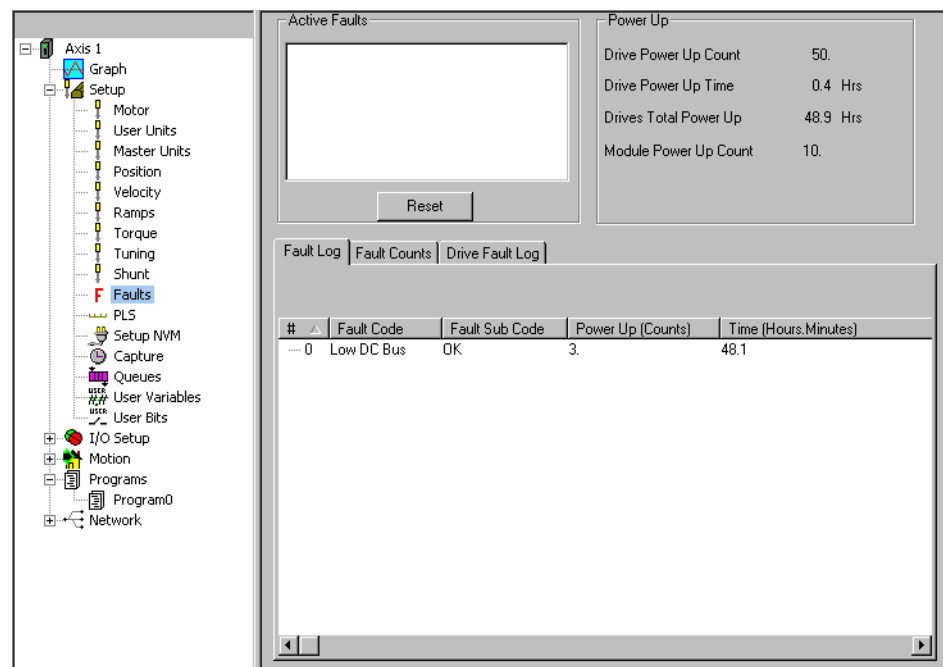 Axis 1
Graph
Setup
Motor
User Units
Master Units
Position
Velocity
Ramps
Torque
Tuning
Shunt
F Faults
PLS
Setup NVM
Capture
Queues
USER User Variables
USER User Bits
I/O Setup
Motion
Programs
Program0
Network
Active Faults
Reset
Power Up
Drive Power Up Count 50.
Drive Power Up Time 0.4 Hrs
Drives Total Power Up 48.9 Hrs
Module Power Up Count 10.
Fault Log Fault Counts Drive Fault Log
# Fault Code Fault Sub Code Power Up (Counts) Time (Hours.Minutes)
0 Low DC Bus OK 3. 48.1